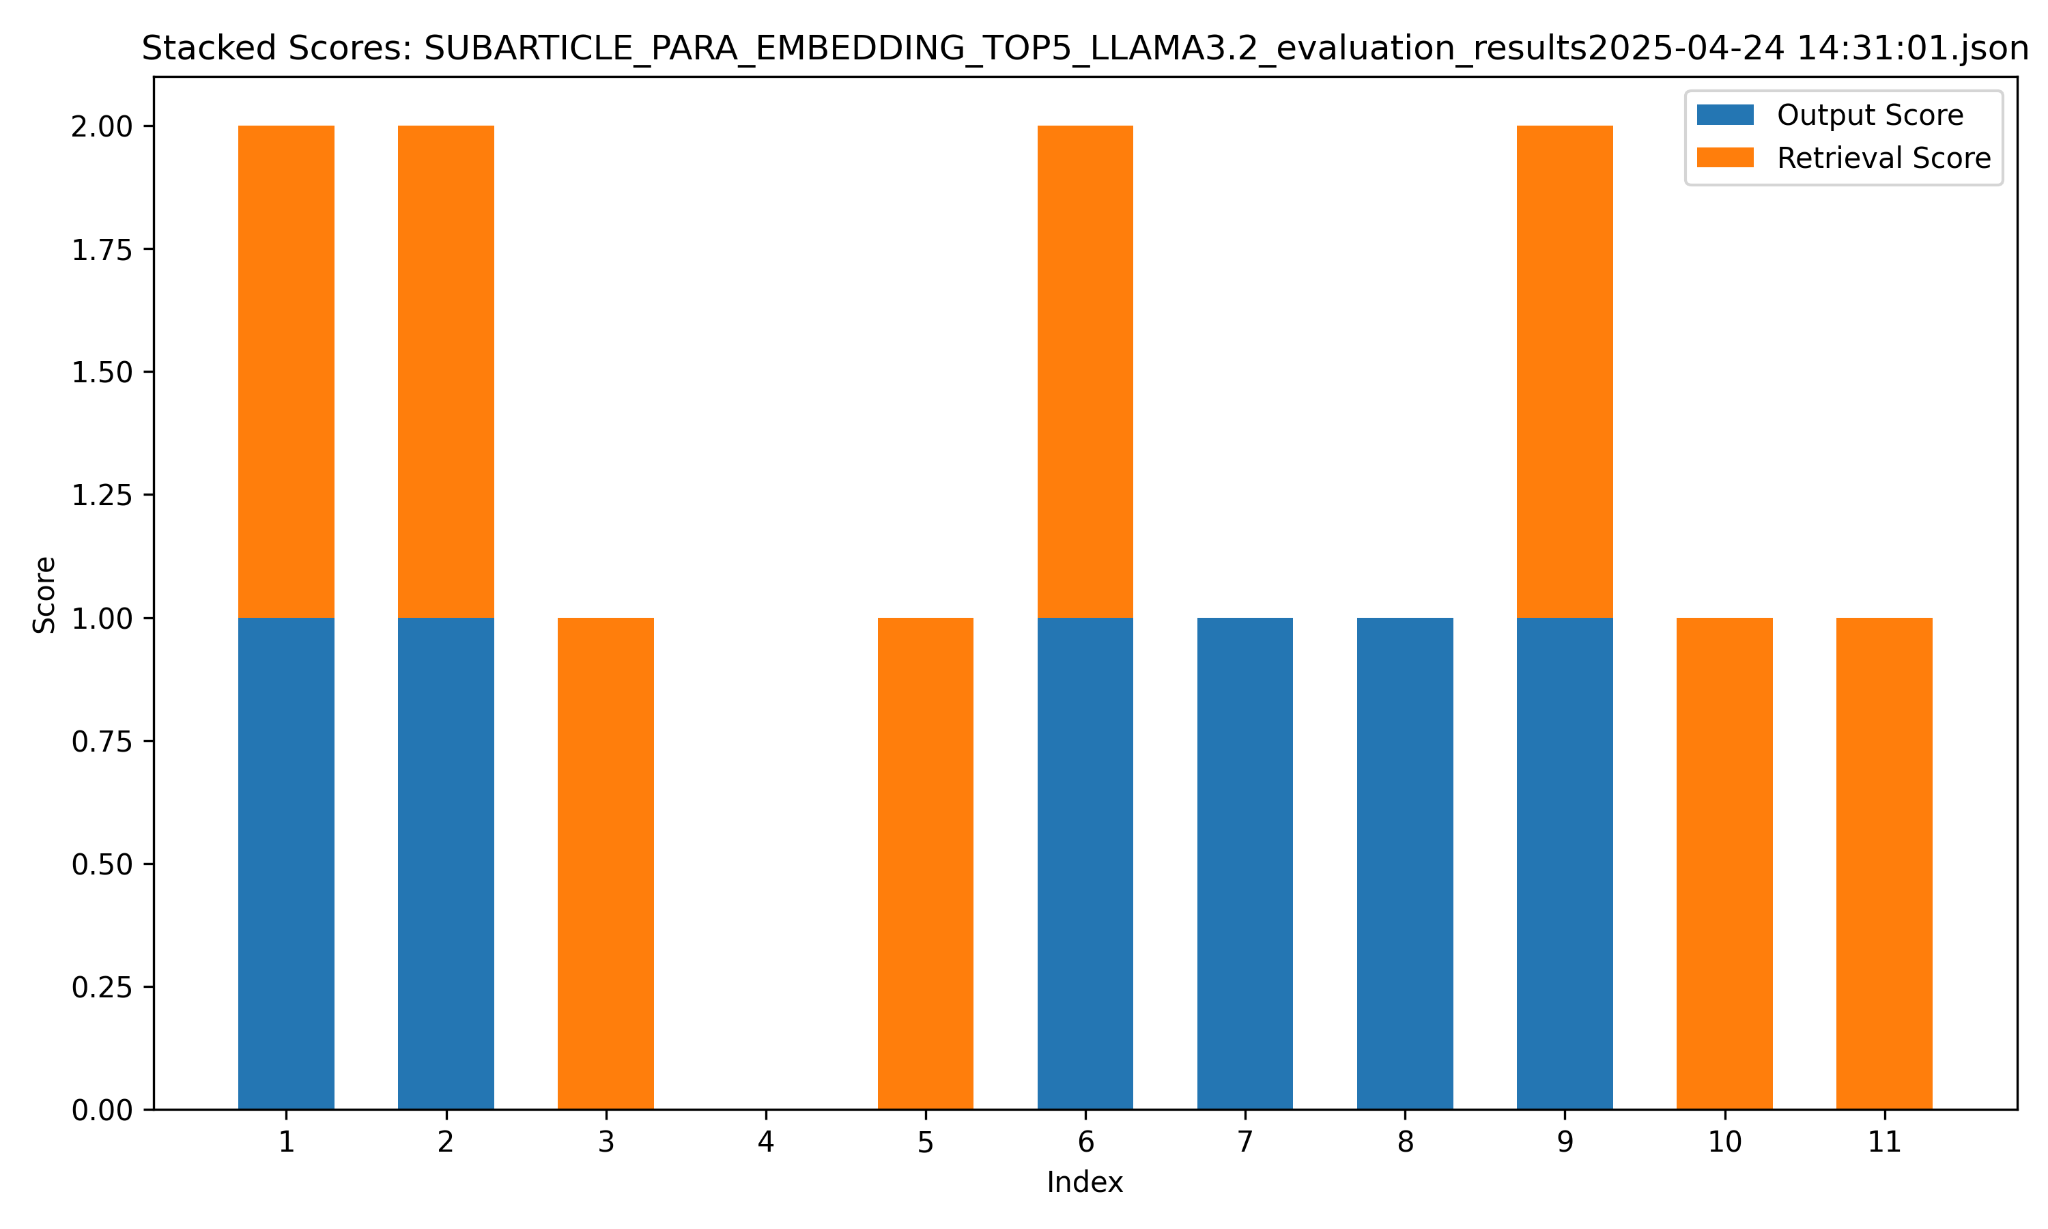 Stacked Scores: SUBARTICLE_PARA_EMBEDDING_TOP5_LLAMA3.2_evaluation_results2025-04-24 14:31:01.json
Output Score
Retrieval Score
2.00
1.75
1.50
1.25
1.00
0.75
0.50
0.25
0.00
Score
1 2 3 4 5 6 7 8 9 10 11
Index